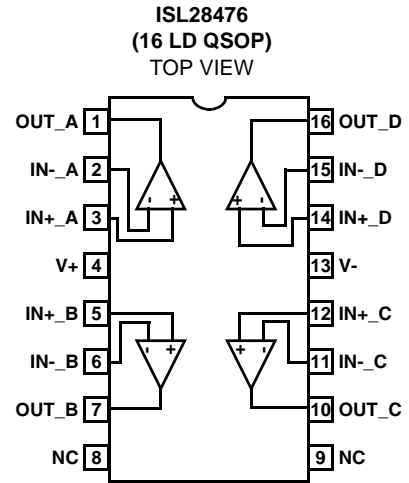 ISL28476
(16 LD QSOP)
TOP VIEW
OUT_A 1
16 OUT_D
IN-_A 2
15 IN-_D
IN+_A 3
14 IN+_D
V+ 4
13 V-
IN+_B 5
12 IN+_C
IN-_B 6
11 IN-_C
OUT_B 7
10 OUT_C
NC 8
9 NC
- +
+ -
- +
+ -